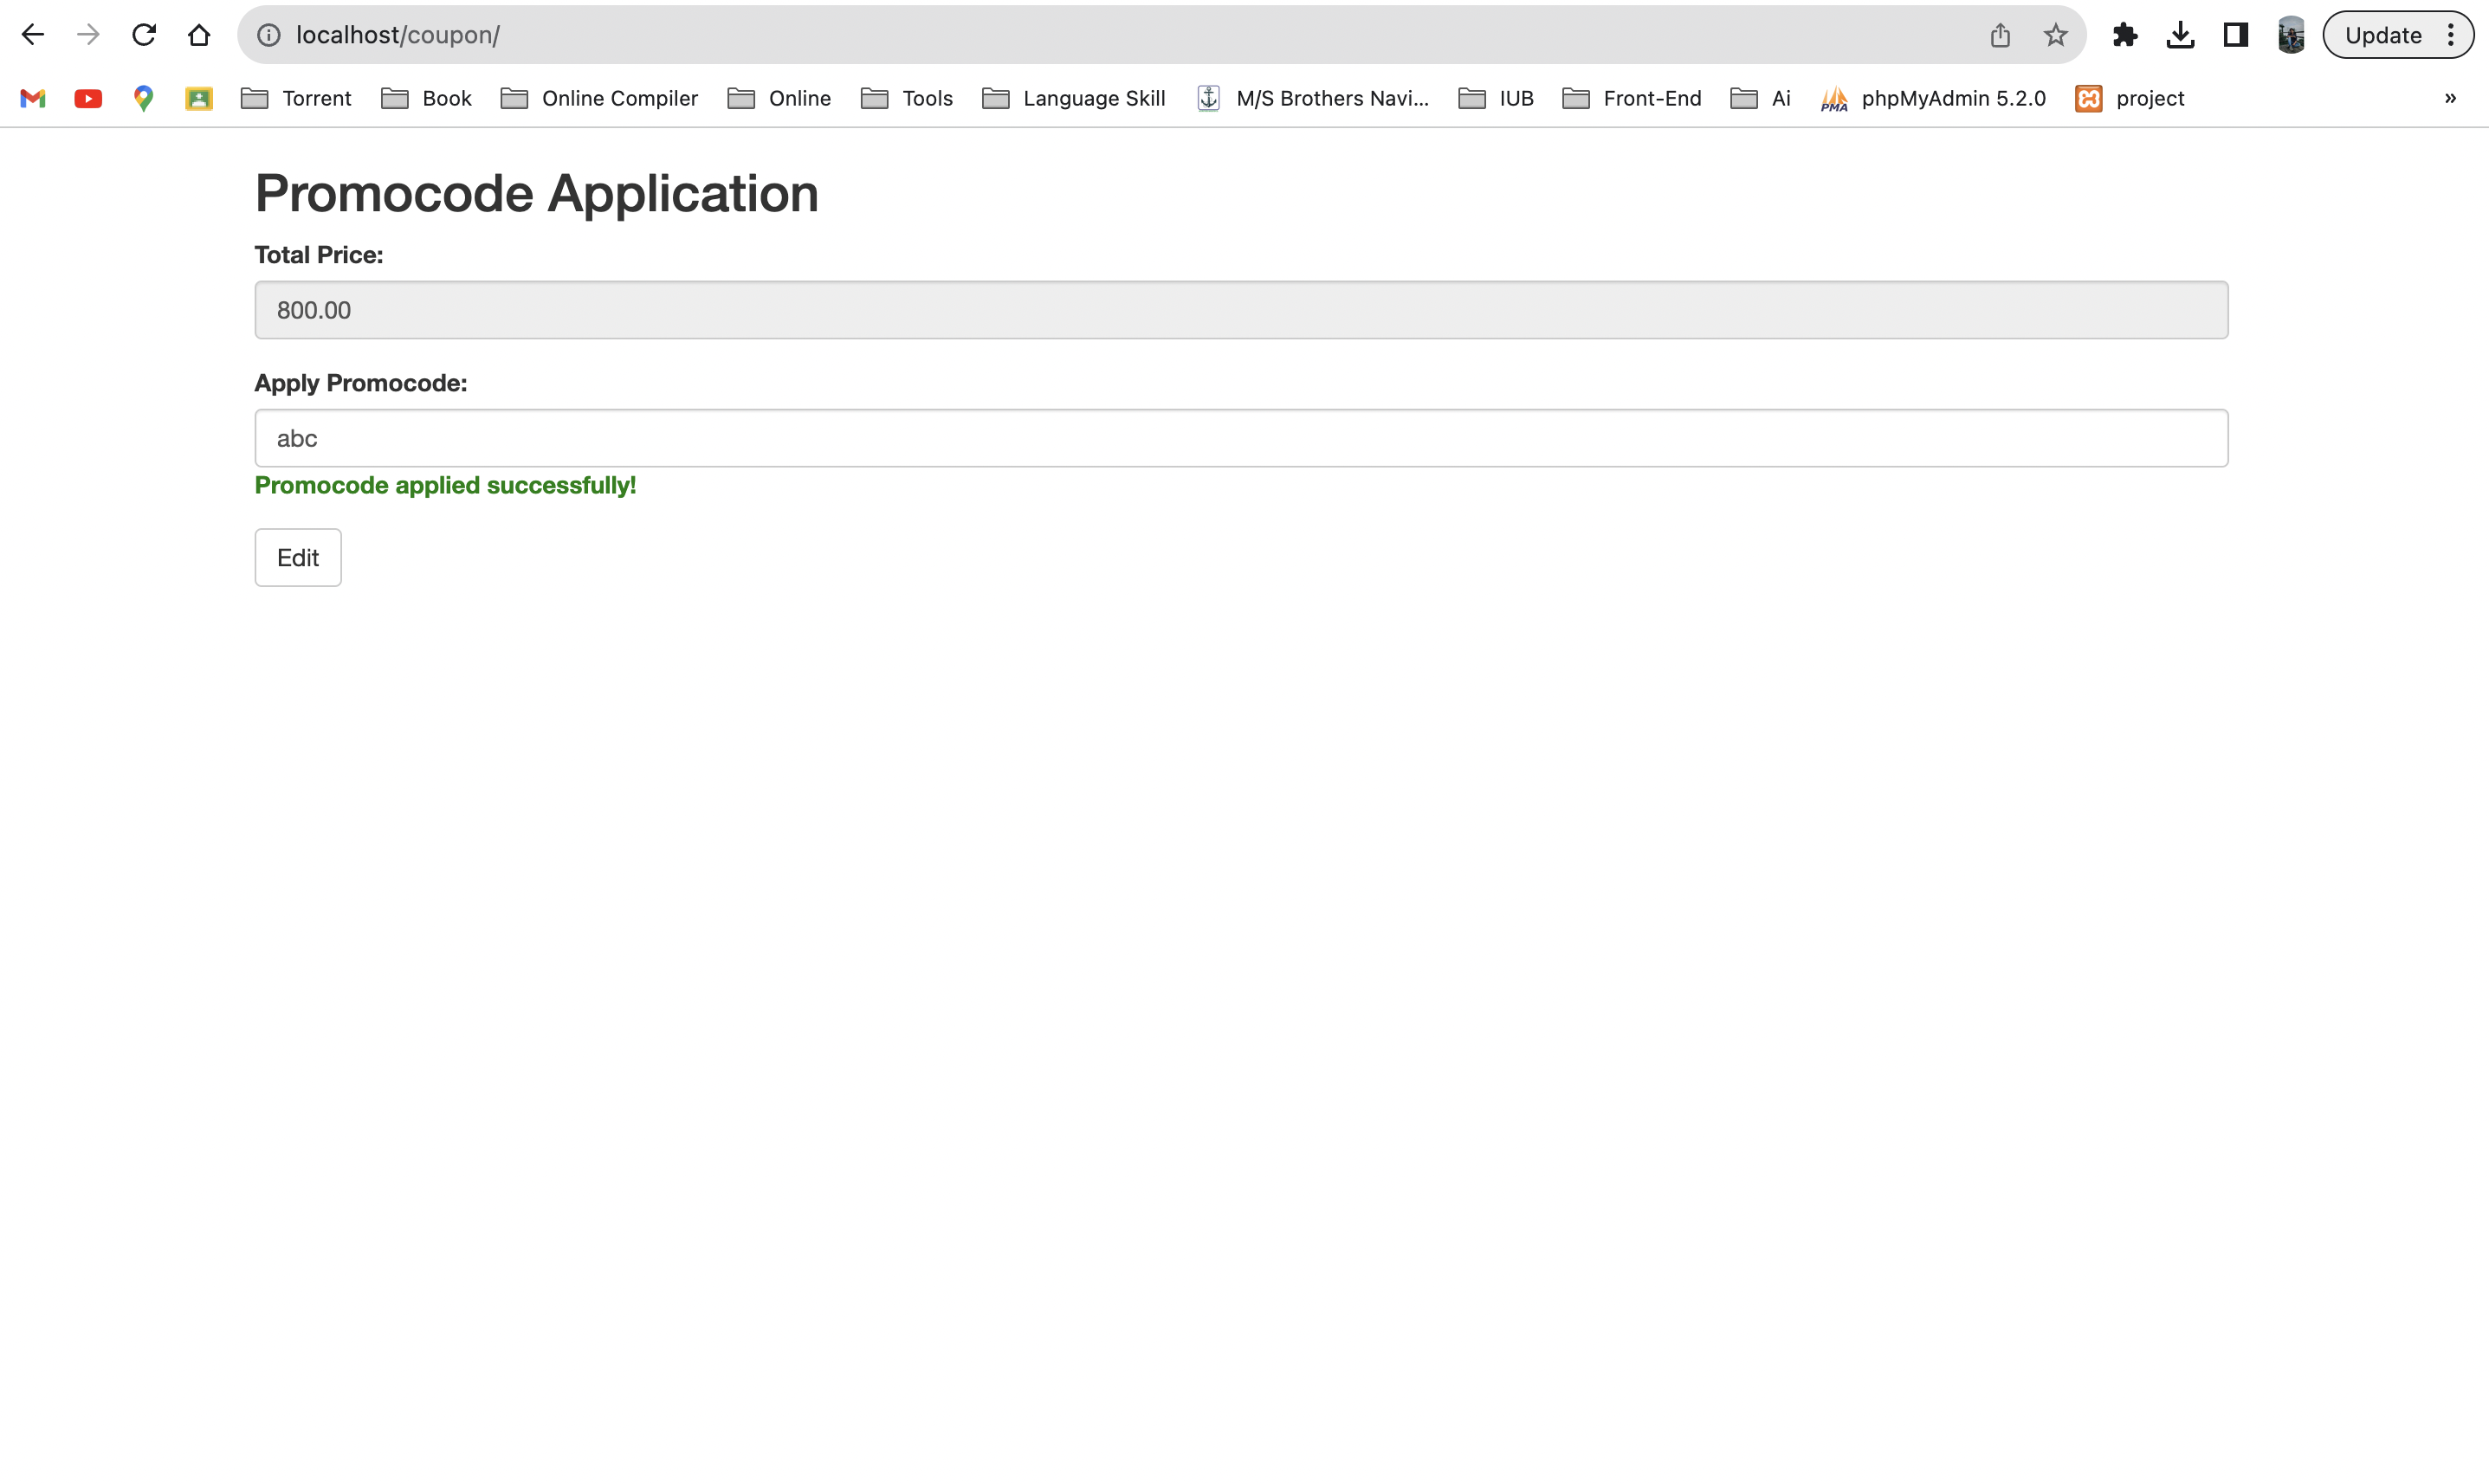 localhost/coupon/
Update
Torrent Book Online Compiler Online Tools Language Skill M/S Brothers Navi... IUB Front-End Ai PMA phpMyAdmin 5.2.0 project »
Promocode Application
Total Price:
800.00
Apply Promocode:
abc
Promocode applied successfully!
Edit